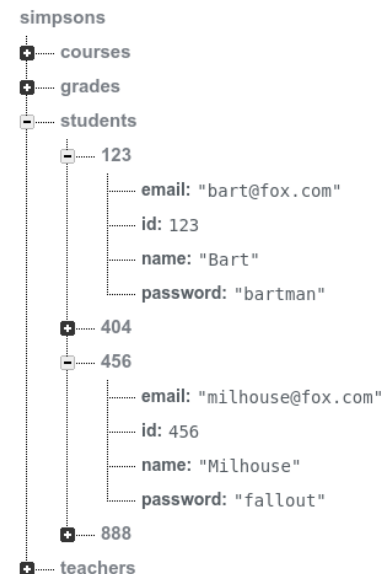 simpsons
courses
grades
students
123
email: "bart@fox.com"
id: 123
name: "Bart"
password: "bartman"
404
456
email: "milhouse@fox.com"
id: 456
name: "Milhouse"
password: "fallout"
888
teachers